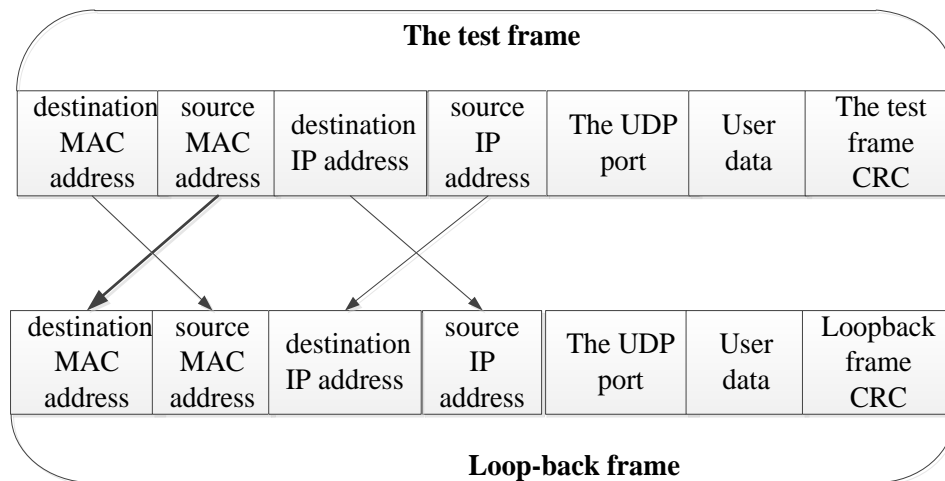 The test frame
destination
MAC
address
source
MAC
address
destination
IP address
source
IP
address
The UDP
port
User
data
The test
frame
CRC
destination
MAC
address
source
MAC
address
destination
IP address
source
IP
address
The UDP
port
User
data
Loopback
frame
CRC
Loop-back frame